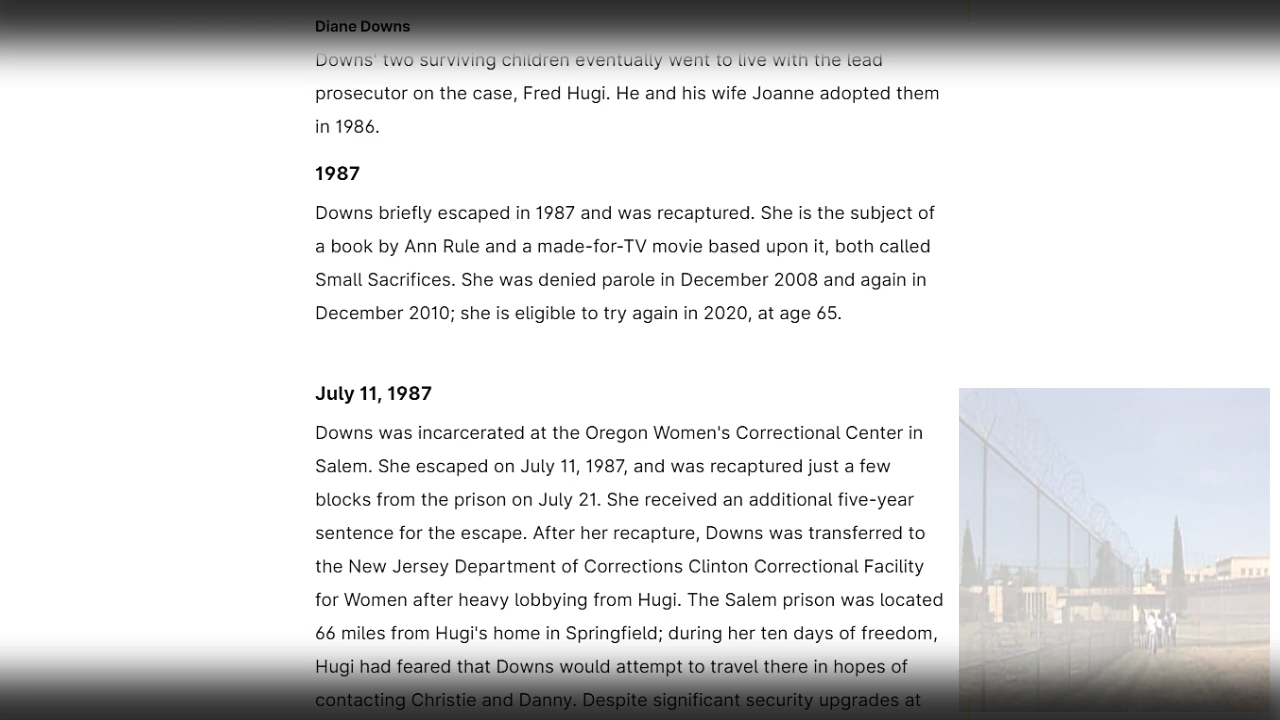 Diane Downs
Downs' two surviving children eventually went to live with the lead
prosecutor on the case, Fred Hugi. He and his wife Joanne adopted them
in 1986.
1987
Downs briefly escaped in 1987 and was recaptured. She is the subject of
a book by Ann Rule and a made-for-TV movie based upon it, both called
Small Sacrifices. She was denied parole in December 2008 and again in
December 2010; she is eligible to try again in 2020, at age 65.
July 11, 1987
Downs was incarcerated at the Oregon Women's Correctional Center in
Salem. She escaped on July 11, 1987, and was recaptured just a few
blocks from the prison on July 21. She received an additional five-year
sentence for the escape. After her recapture, Downs was transferred to
the New Jersey Department of Corrections Clinton Correctional Facility
for Women after heavy lobbying from Hugi. The Salem prison was located
66 miles from Hugi's home in Springfield; during her ten days of freedom,
Hugi had feared that Downs would attempt to travel there in hopes of
contacting Christie and Danny. Despite significant security upgrades at